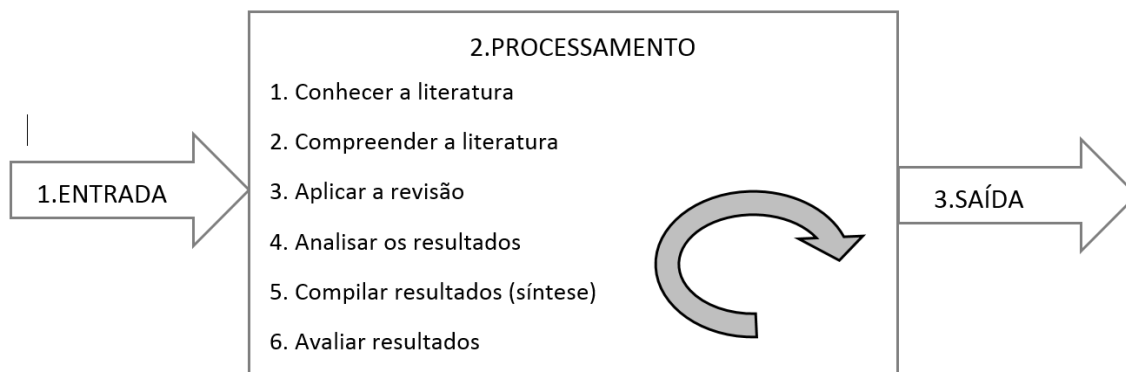 2.PROCESSAMENTO
1. Conhecer a literatura
2. Compreender a literatura
1.ENTRADA
3. Aplicar a revisão
3.SAÍDA
4. Analisar os resultados
5. Compilar resultados (síntese)
6. Avaliar resultados